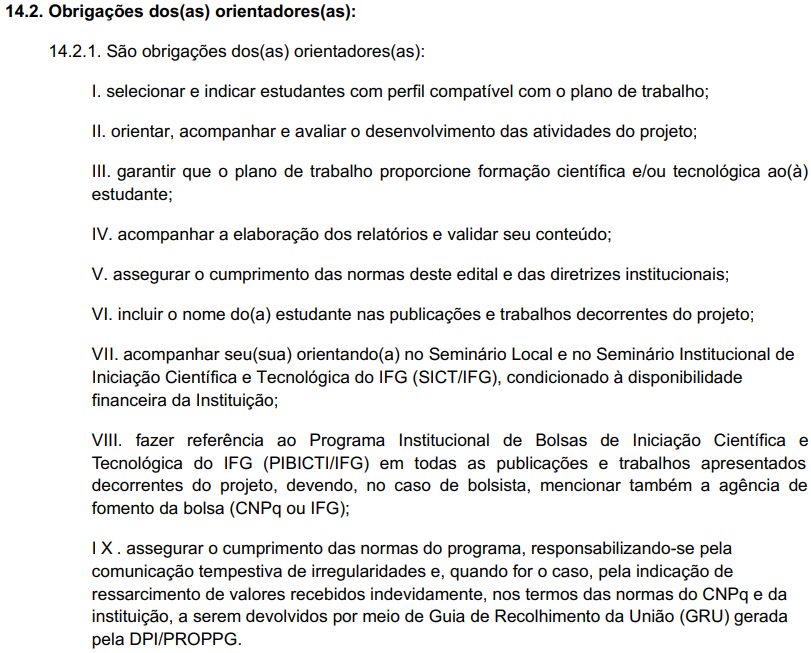 14.2. Obrigações dos(as) orientadores(as):
14.2.1. São obrigações dos(as) orientadores(as):
I. selecionar e indicar estudantes com perfil compatível com o plano de trabalho;
II. orientar, acompanhar e avaliar o desenvolvimento das atividades do projeto;
III. garantir que o plano de trabalho proporcione formação científica e/ou tecnológica ao(à)
estudante;
IV. acompanhar a elaboração dos relatórios e validar seu conteúdo;
V. assegurar o cumprimento das normas deste edital e das diretrizes institucionais;
VI. incluir o nome do(a) estudante nas publicações e trabalhos decorrentes do projeto;
VII. acompanhar seu(sua) orientando(a) no Seminário Local e no Seminário Institucional de
Iniciação Científica e Tecnológica do IFG (SICT/IFG), condicionado à disponibilidade
financeira da Instituição;
VIII. fazer referência ao Programa Institucional de Bolsas de Iniciação Científica e
Tecnológica do IFG (PIBICTI/IFG) em todas as publicações e trabalhos apresentados
decorrentes do projeto, devendo, no caso de bolsista, mencionar também a agência de
fomento da bolsa (CNPq ou IFG);
I X . assegurar o cumprimento das normas do programa, responsabilizando-se pela
comunicação tempestiva de irregularidades e, quando for o caso, pela indicação de
ressarcimento de valores recebidos indevidamente, nos termos das normas do CNPq e da
instituição, a serem devolvidos por meio de Guia de Recolhimento da União (GRU) gerada
pela DPI/PROPPG.